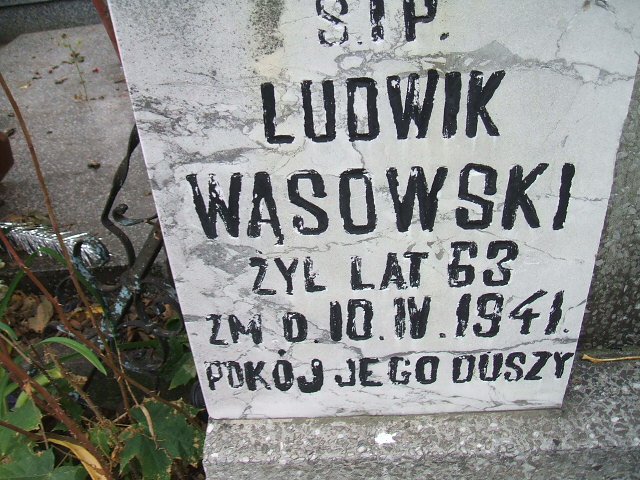 Ś.†P.
LUDWIK
WĄSOWSKI
ŻYŁ LAT 63
ZM D. 10.IV.1941.
POKÓJ JEGO DUSZY